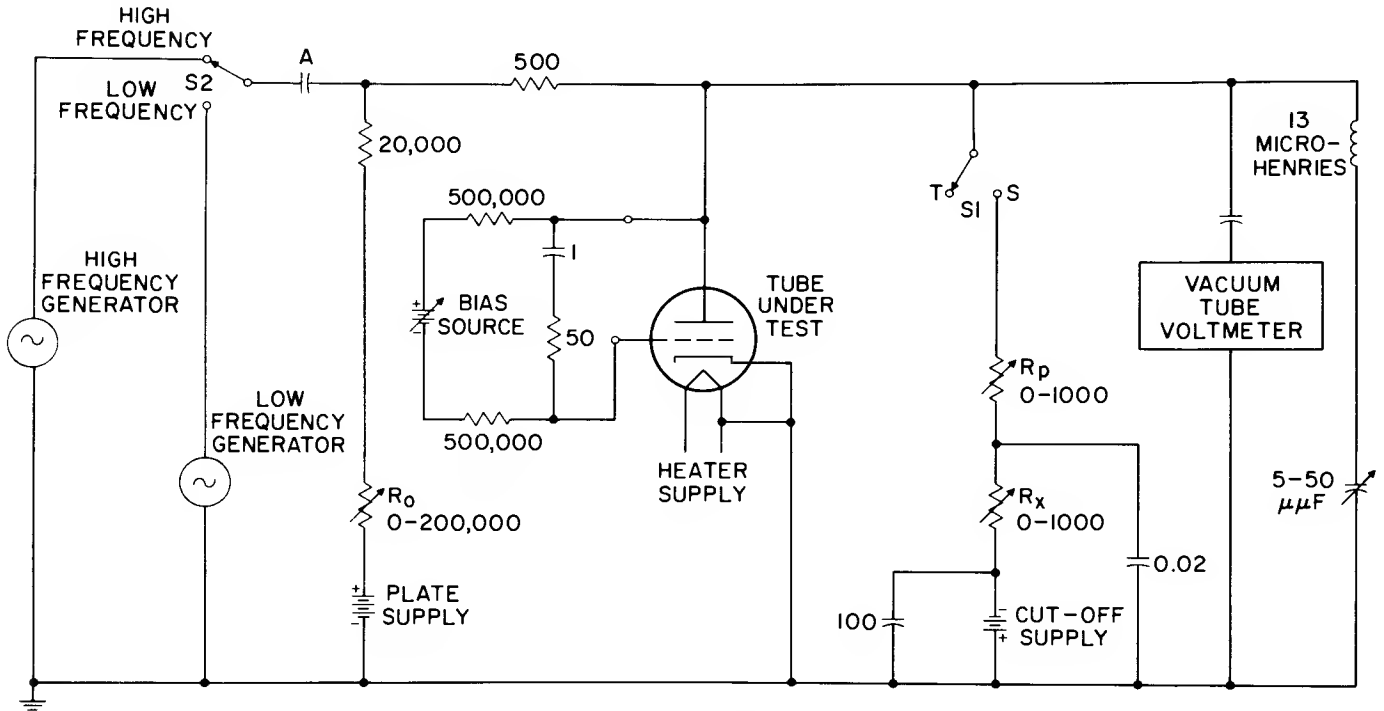 HIGH
FREQUENCY
S2
LOW
FREQUENCY
A
500
20,000
500,000
1
BIAS
SOURCE
50
500,000
TUBE
UNDER
TEST
HEATER
SUPPLY
HIGH
FREQUENCY
GENERATOR
LOW
FREQUENCY
GENERATOR
Ro
0-200,000
PLATE
SUPPLY
T
S1
S
Rp
0-1000
Rx
0-1000
100
CUT-OFF
SUPPLY
0.02
VACUUM
TUBE
VOLTMETER
13
MICRO-
HENRIES
5-50
μμF